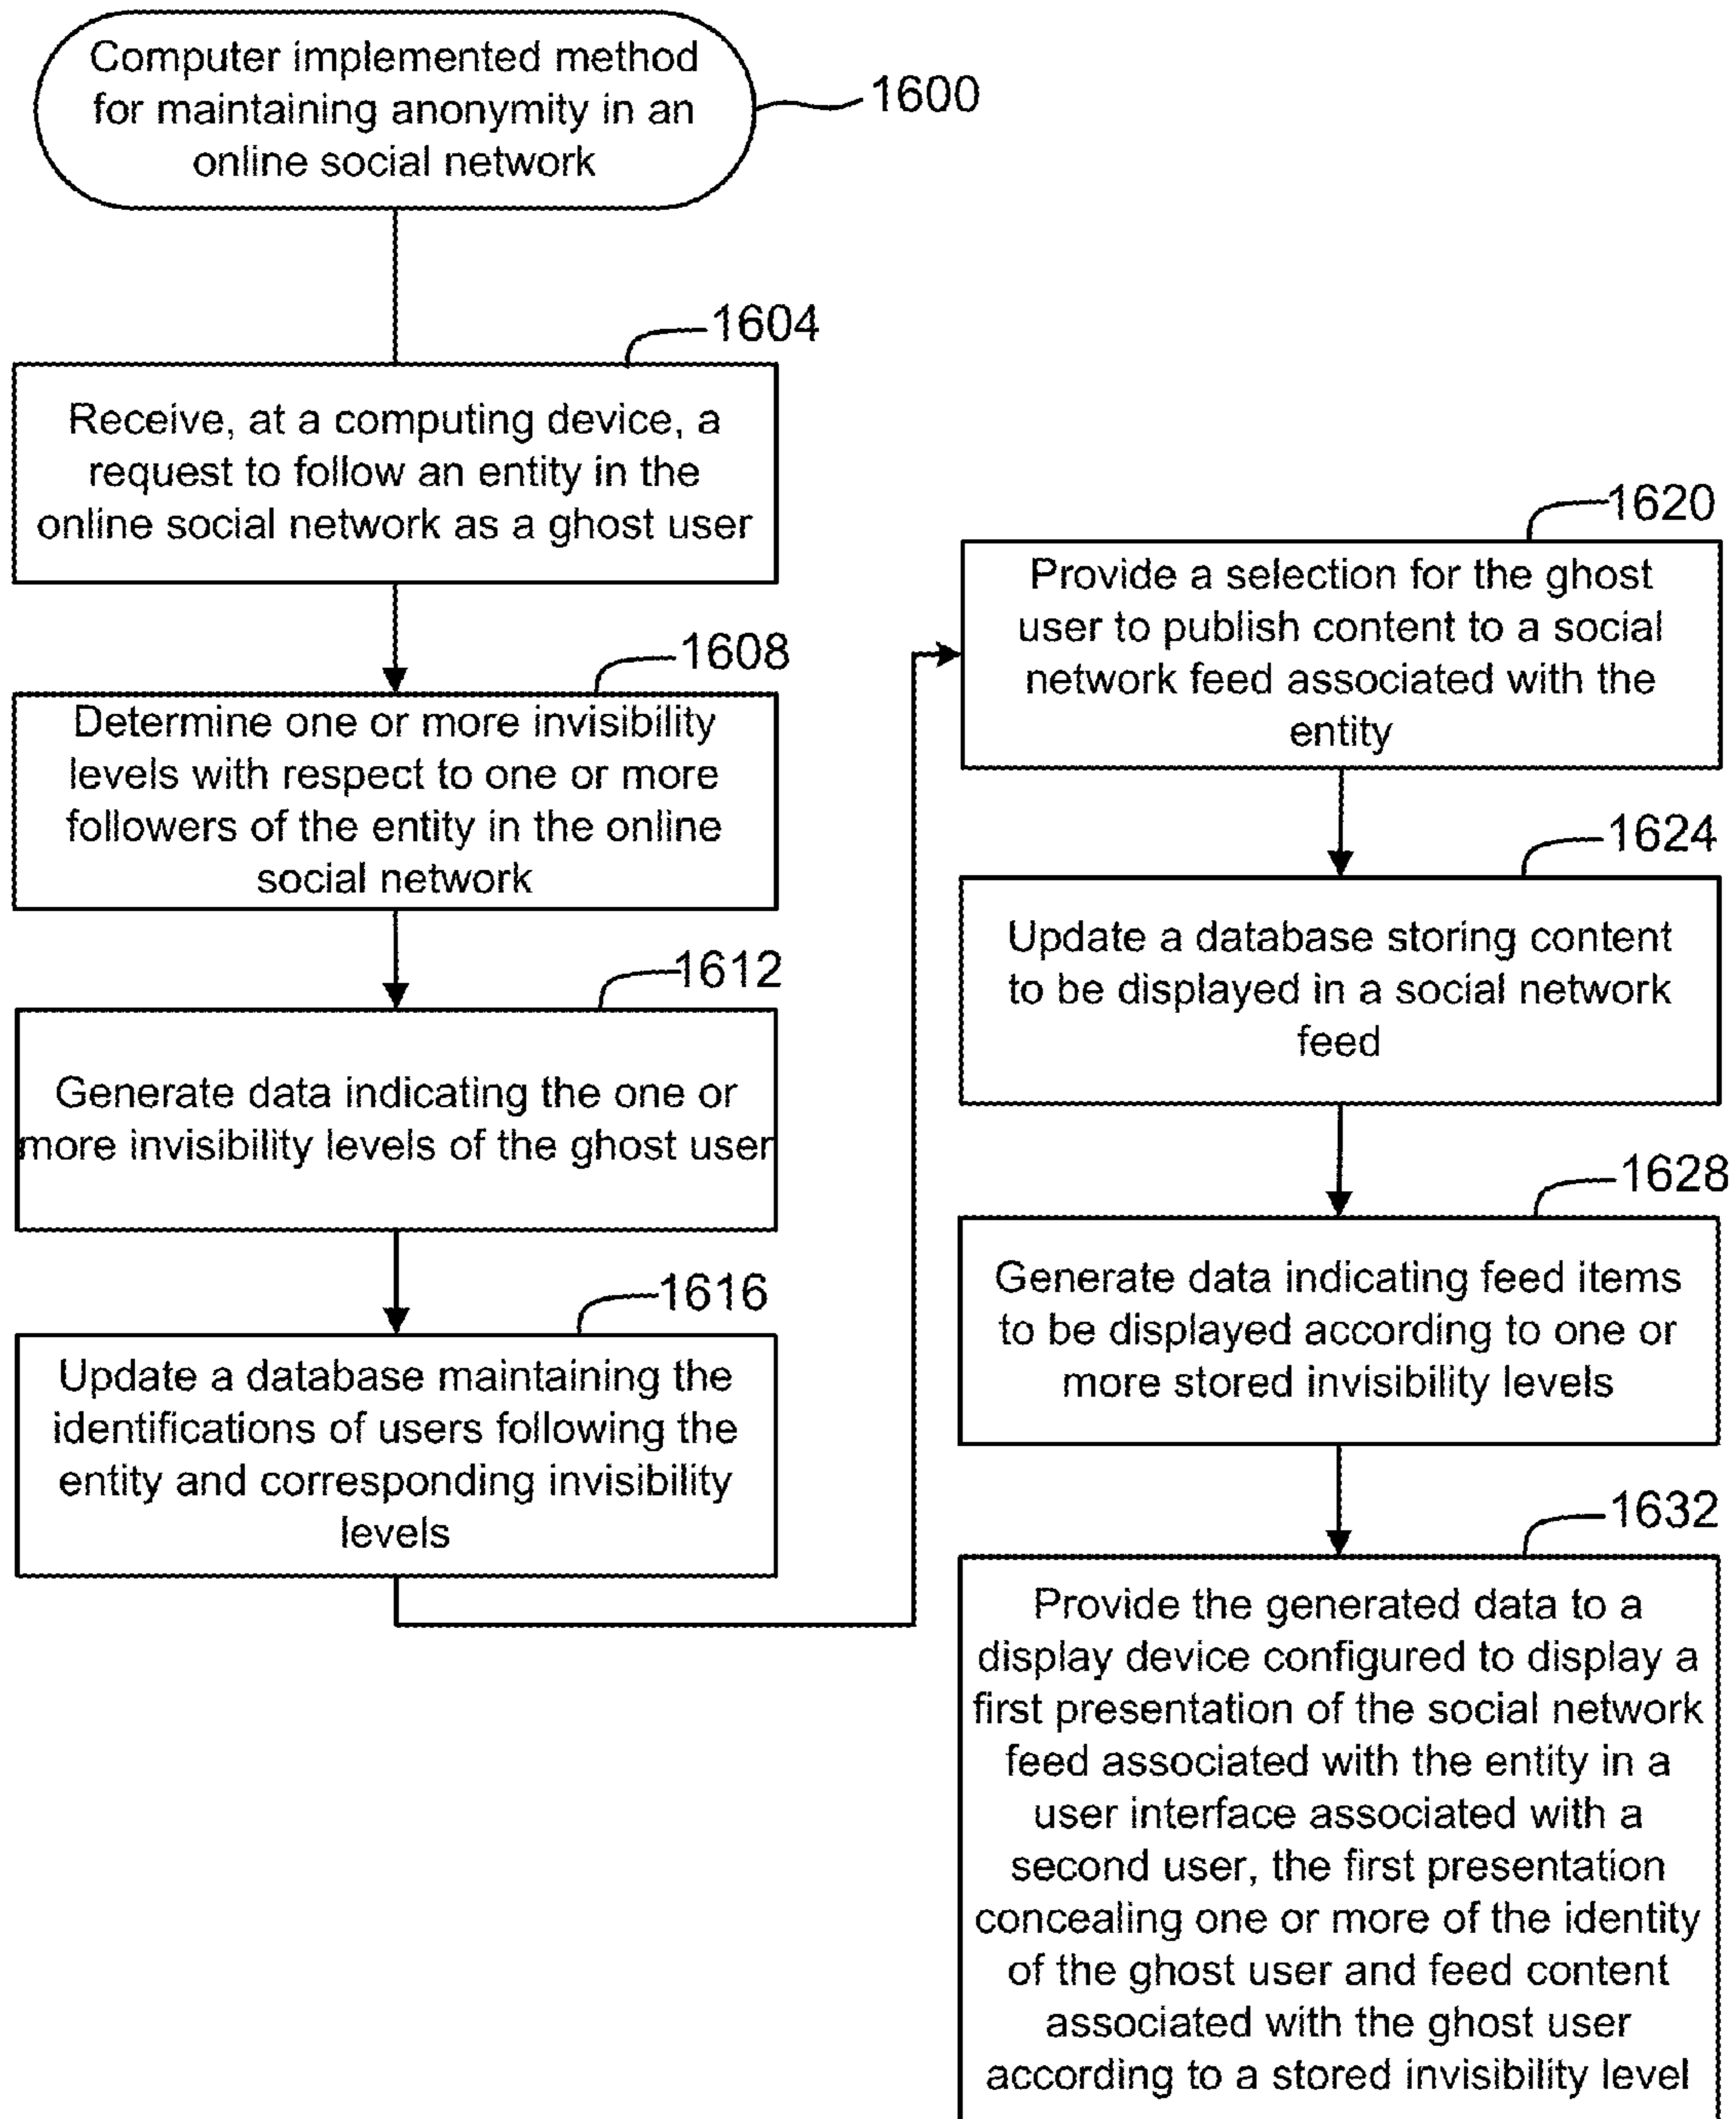 Computer implemented method
for maintaining anonymity in an
online social network
1600
1604
Receive, at a computing device, a
request to follow an entity in the
online social network as a ghost user
1608
Determine one or more invisibility
levels with respect to one or more
followers of the entity in the online
social network
1612
Generate data indicating the one or
more invisibility levels of the ghost user
1616
Update a database maintaining the
identifications of users following the
entity and corresponding invisibility
levels
1620
Provide a selection for the ghost
user to publish content to a social
network feed associated with the
entity
1624
Update a database storing content
to be displayed in a social network
feed
1628
Generate data indicating feed items
to be displayed according to one or
more stored invisibility levels
1632
Provide the generated data to a
display device configured to display a
first presentation of the social network
feed associated with the entity in a
user interface associated with a
second user, the first presentation
concealing one or more of the identity
of the ghost user and feed content
associated with the ghost user
according to a stored invisibility level